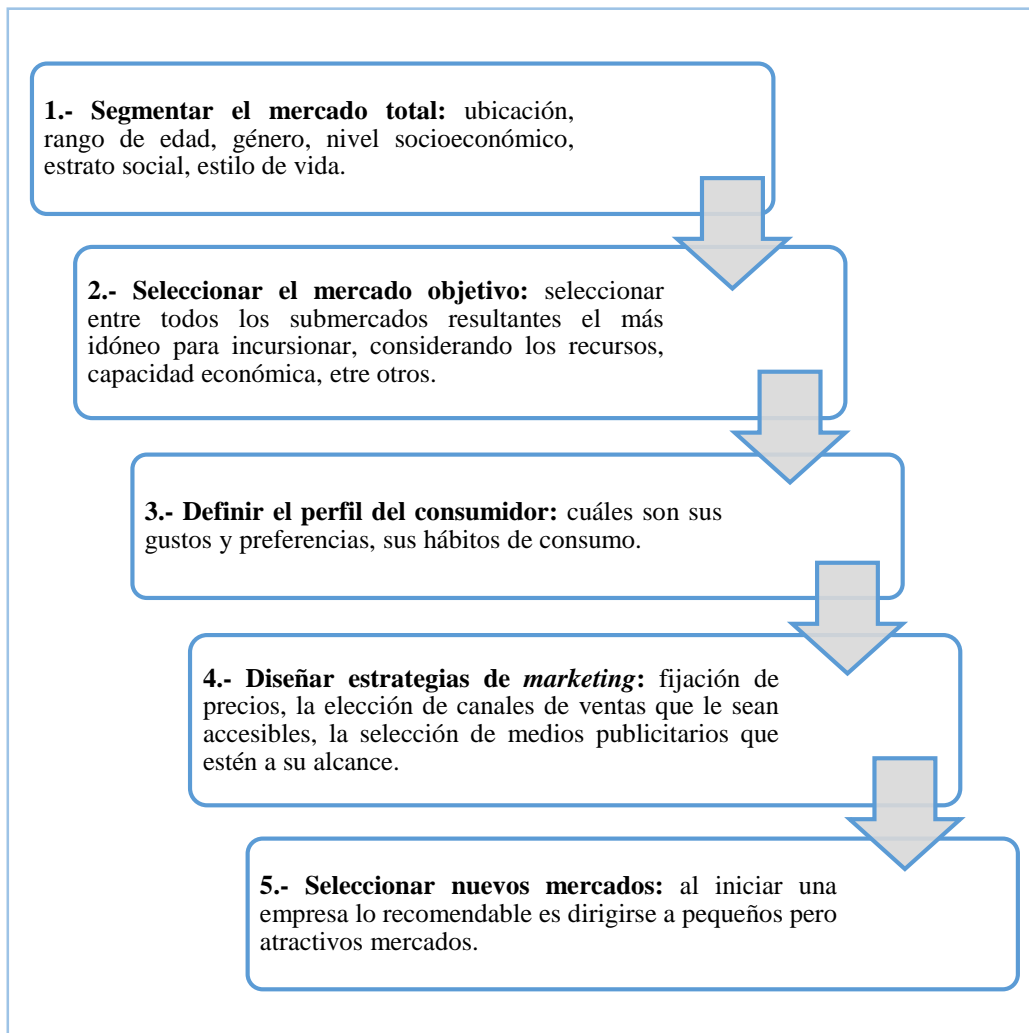 1.- Segmentar el mercado total: ubicación,
rango de edad, género, nivel socioeconómico,
estrato social, estilo de vida.
2.- Seleccionar el mercado objetivo: seleccionar
entre todos los submercados resultantes el más
idóneo para incursionar, considerando los recursos,
capacidad económica, etre otros.
3.- Definir el perfil del consumidor: cuáles son sus
gustos y preferencias, sus hábitos de consumo.
4.- Diseñar estrategias de marketing: fijación de
precios, la elección de canales de ventas que le sean
accesibles, la selección de medios publicitarios que
estén a su alcance.
5.- Seleccionar nuevos mercados: al iniciar una
empresa lo recomendable es dirigirse a pequeños pero
atractivos mercados.